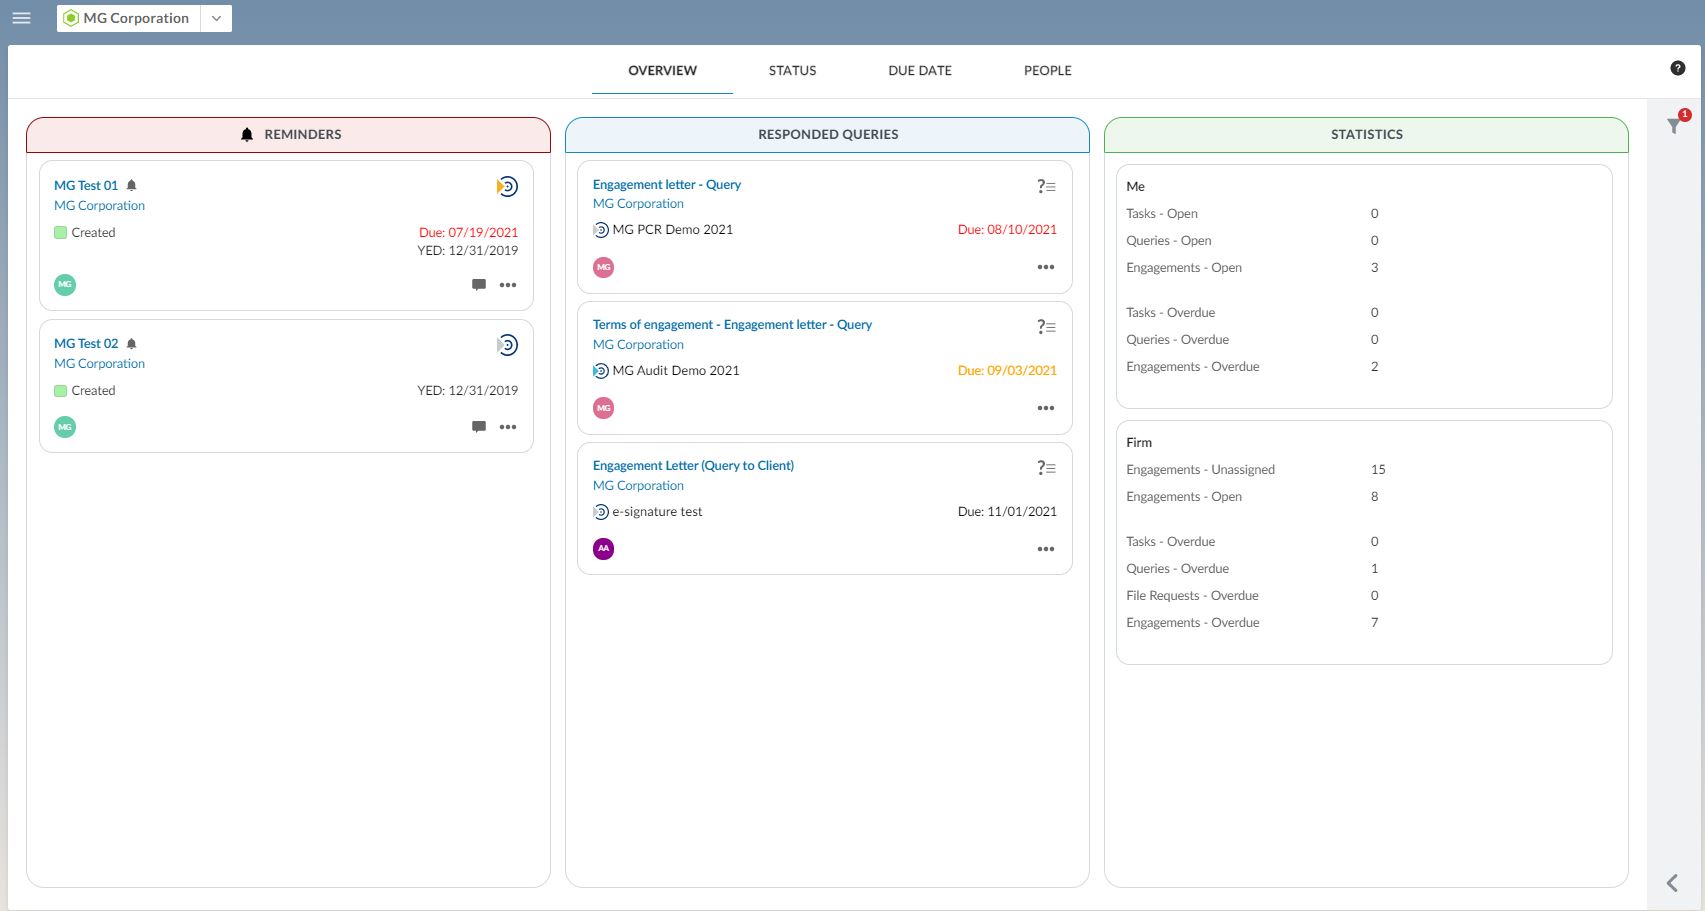 MG Corporation
OVERVIEW
STATUS
DUE DATE
PEOPLE
?
1
REMINDERS
MG Test 01
MG Corporation
Created
Due: 07/19/2021
YED: 12/31/2019
MG
MG Test 02
MG Corporation
Created
YED: 12/31/2019
MG
RESPONDED QUERIES
Engagement letter - Query
?
MG Corporation
MG PCR Demo 2021
Due: 08/10/2021
MG
Terms of engagement - Engagement letter - Query
?
MG Corporation
MG Audit Demo 2021
Due: 09/03/2021
MG
Engagement Letter (Query to Client)
?
MG Corporation
e-signature test
Due: 11/01/2021
AA
STATISTICS
Me
Tasks - Open 0
Queries - Open 0
Engagements - Open 3
Tasks - Overdue 0
Queries - Overdue 0
Engagements - Overdue 2
Firm
Engagements - Unassigned 15
Engagements - Open 8
Tasks - Overdue 0
Queries - Overdue 1
File Requests - Overdue 0
Engagements - Overdue 7